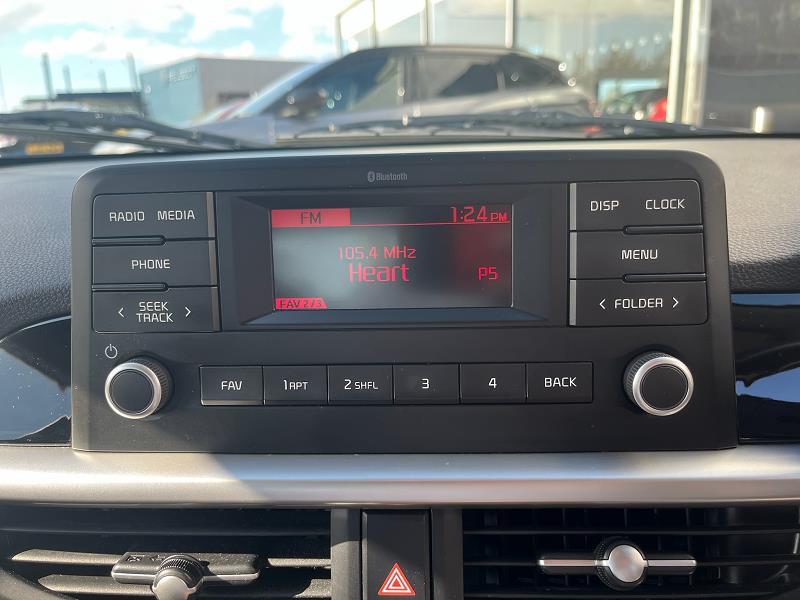 Bluetooth
RADIO MEDIA
PHONE
< SEEK >
TRACK
FM 1:24 PM
105.4 MHz
Heart P5
FAV 2/3
DISP CLOCK
MENU
< FOLDER >
FAV 1 RPT 2 SHFL 3 4 BACK